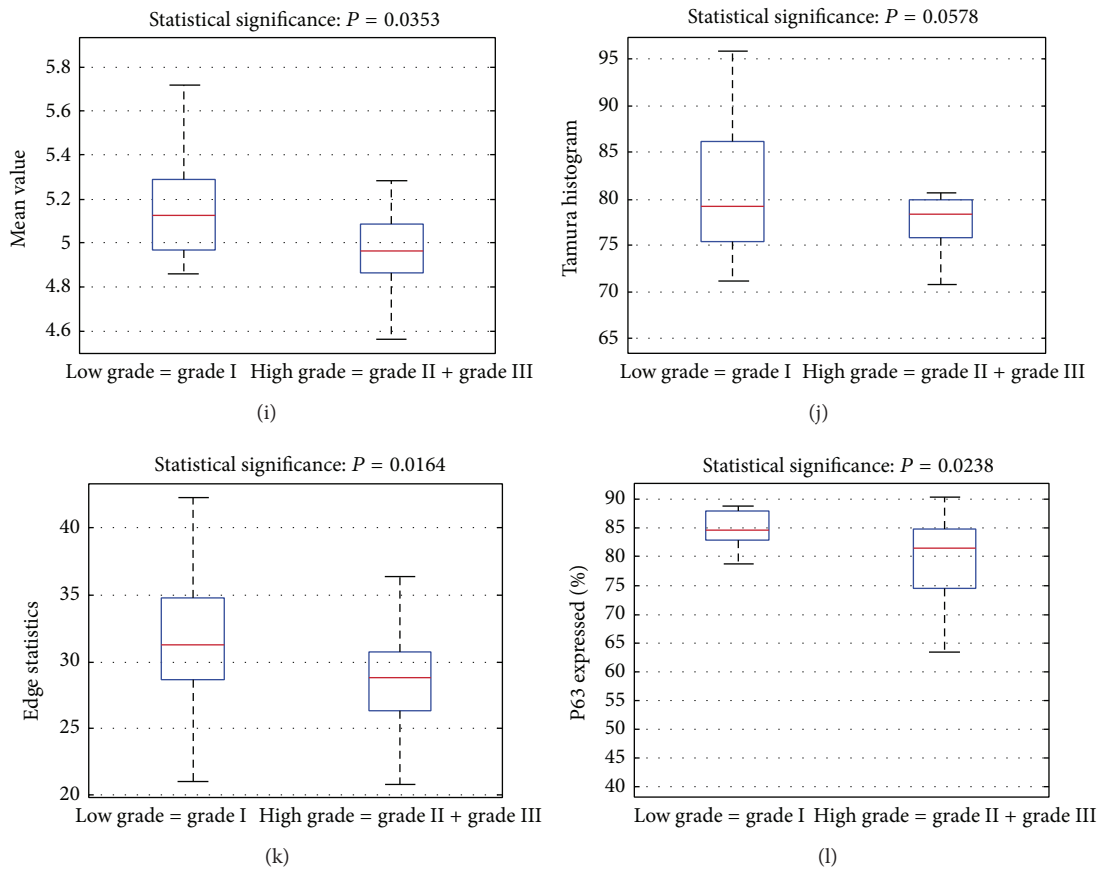 Statistical significance: P = 0.0353
5.8
5.6
5.4
5.2
5
4.8
4.6
Mean value
Low grade = grade I High grade = grade II + grade III
(i)
Statistical significance: P = 0.0578
95
90
85
80
75
70
65
Tamura histogram
Low grade = grade I High grade = grade II + grade III
(j)
Statistical significance: P = 0.0164
40
35
30
25
20
Edge statistics
Low grade = grade I High grade = grade II + grade III
(k)
Statistical significance: P = 0.0238
90
85
80
75
70
65
60
55
50
45
40
P63 expressed (%)
Low grade = grade I High grade = grade II + grade III
(l)